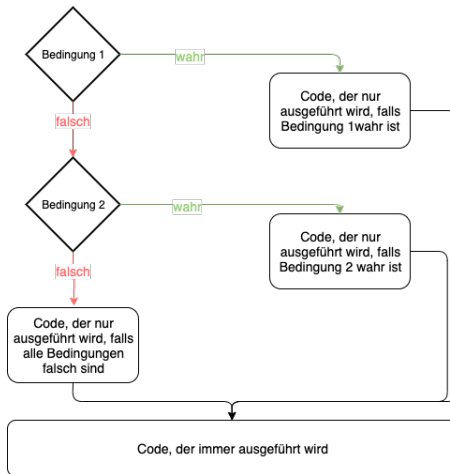 Bedingung 1
wahr
Code, der nur
ausgeführt wird, falls
Bedingung 1wahr ist
falsch
Bedingung 2
wahr
Code, der nur
ausgeführt wird, falls
Bedingung 2 wahr ist
falsch
Code, der nur
ausgeführt wird, falls
alle Bedingungen
falsch sind
Code, der immer ausgeführt wird